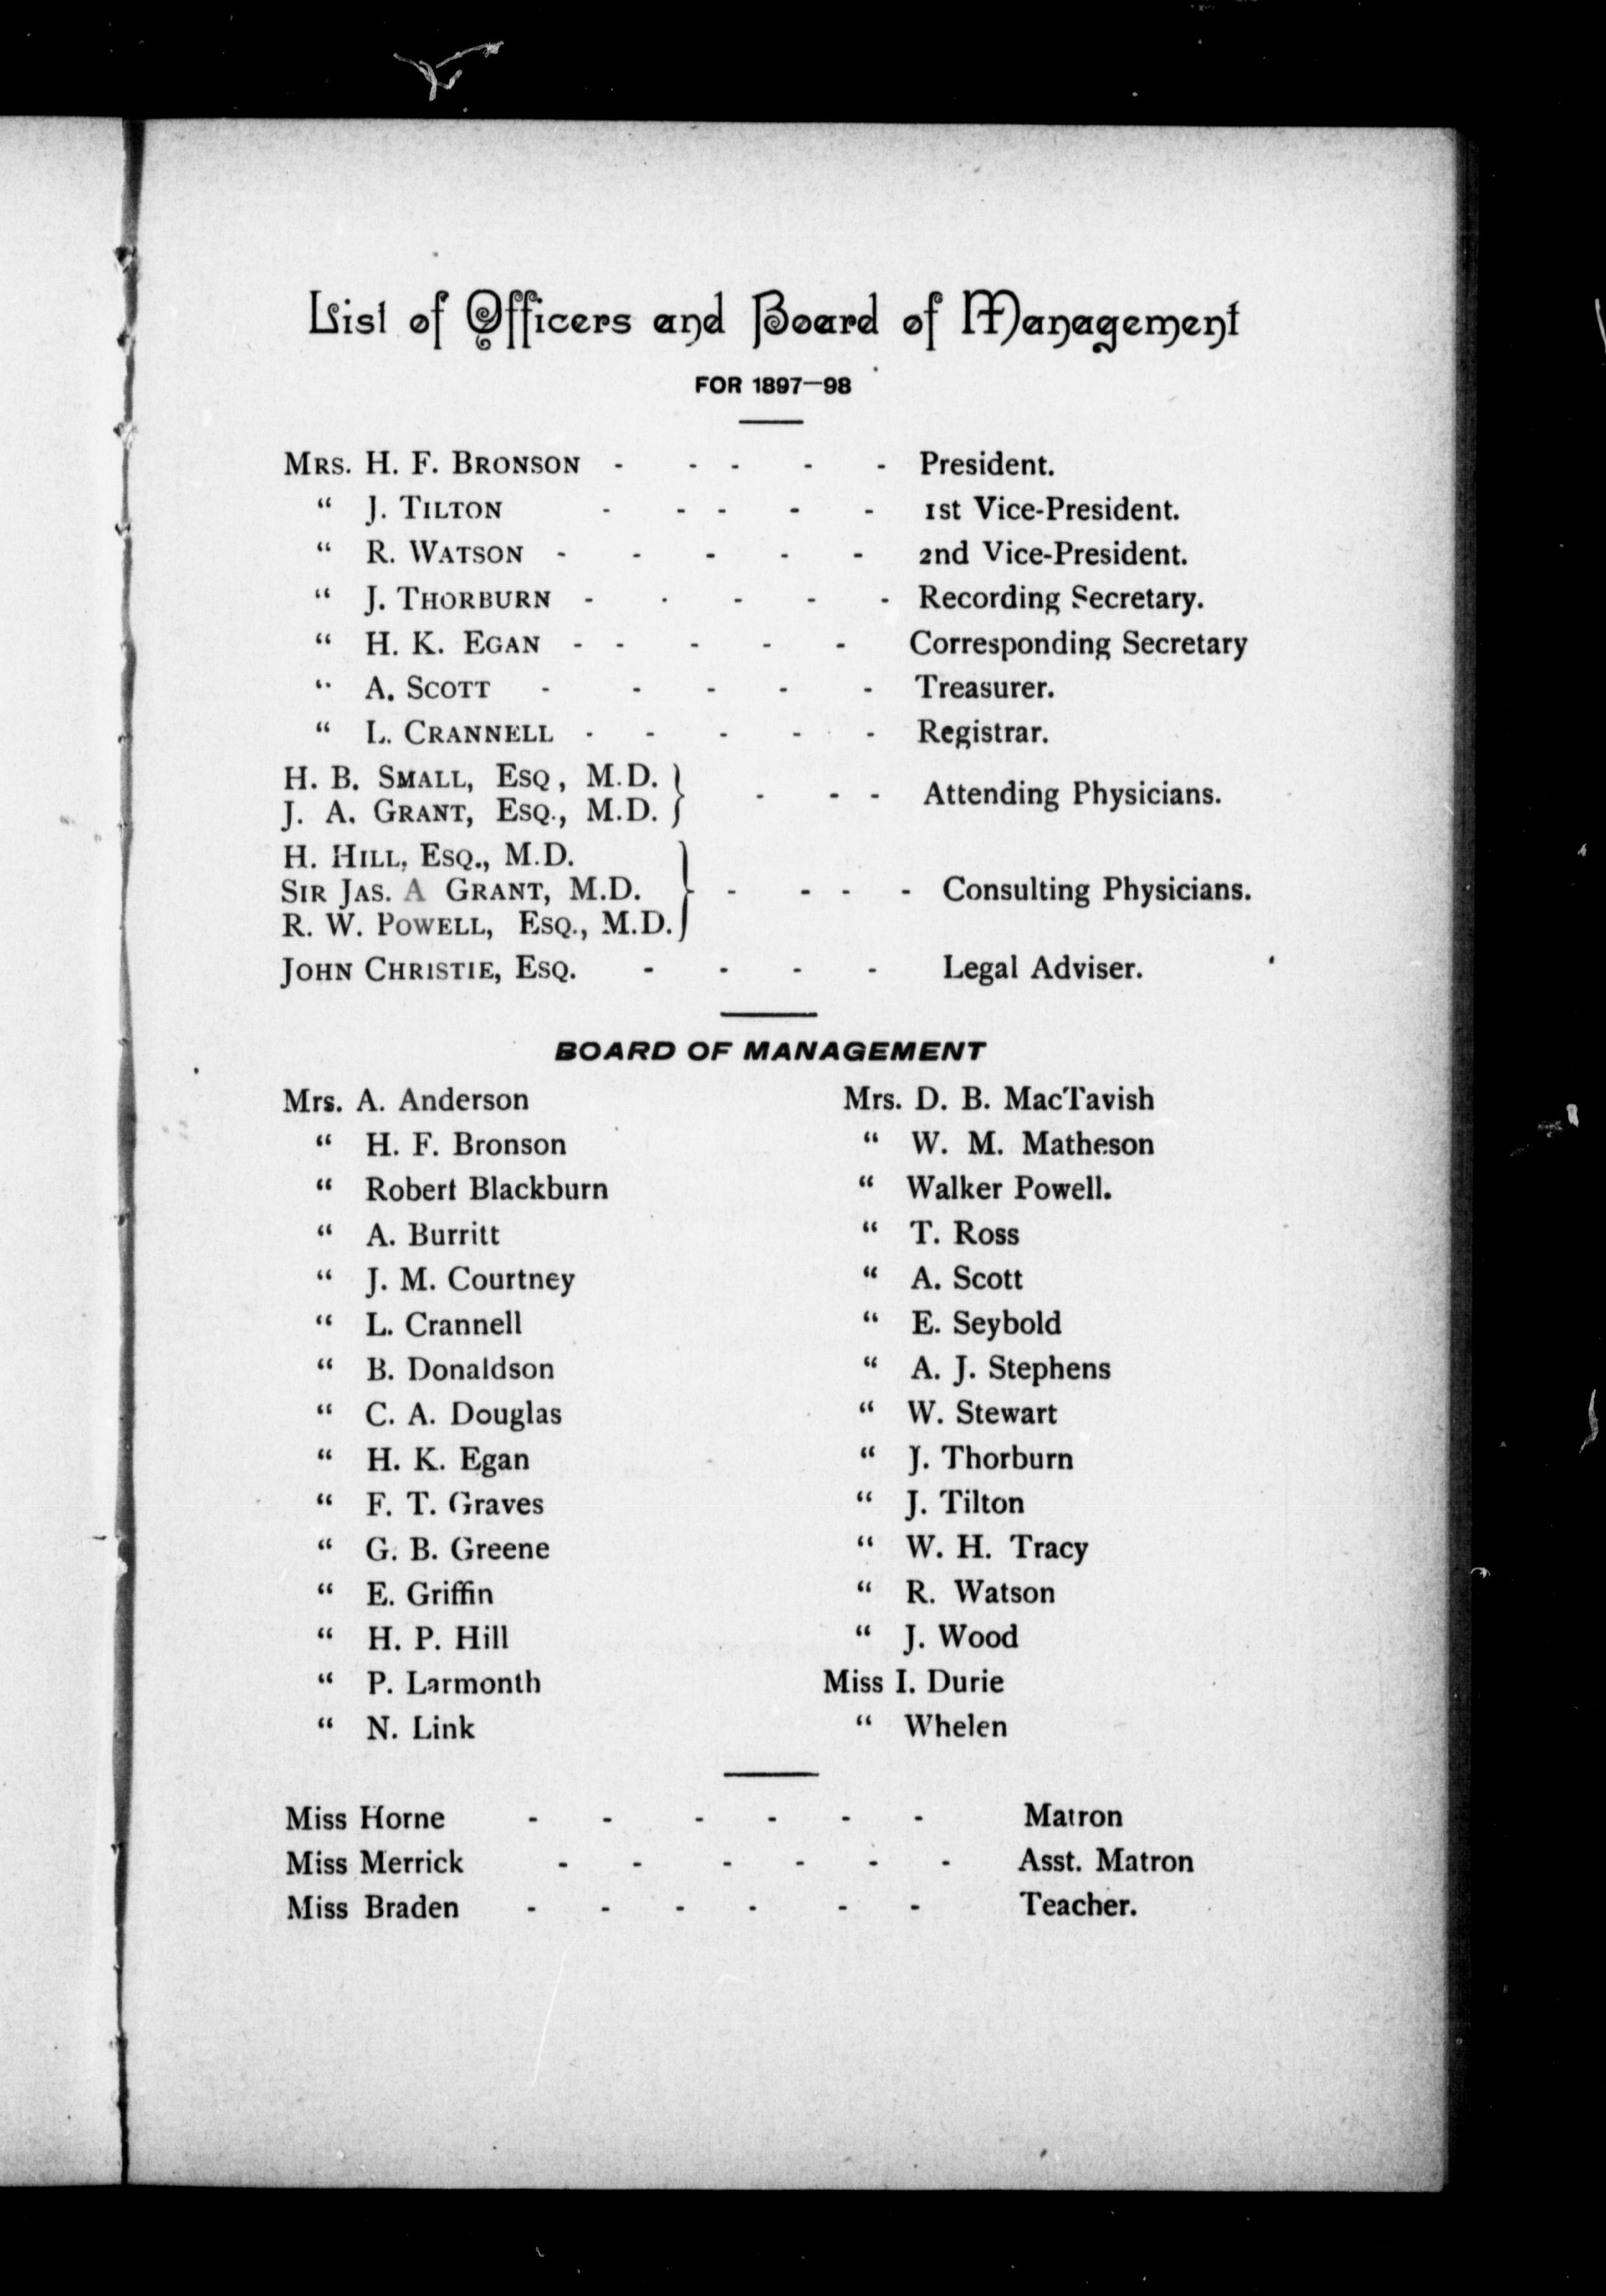 List of Officers and Board of Management
FOR 1897—98
MRS. H. F. BRONSON - - - - - President.
“ J. TILTON - - - - - 1st Vice-President.
“ R. WATSON - - - - - 2nd Vice-President.
“ J. THORBURN - - - - - Recording Secretary.
“ H. K. EGAN - - - - - Corresponding Secretary
“ A. SCOTT - - - - - Treasurer.
“ L. CRANNELL - - - - - Registrar.
H. B. SMALL, ESQ, M.D. }
J. A. GRANT, ESQ., M.D. } - - - Attending Physicians.
H. HILL, ESQ., M.D. }
SIR JAS. A GRANT, M.D. } - - - - Consulting Physicians.
R. W. POWELL, ESQ., M.D. }
JOHN CHRISTIE, ESQ. - - - - Legal Adviser.
BOARD OF MANAGEMENT
Mrs. A. Anderson
“ H. F. Bronson
“ Robert Blackburn
“ A. Burritt
“ J. M. Courtney
“ L. Crannell
“ B. Donaldson
“ C. A. Douglas
“ H. K. Egan
“ F. T. Graves
“ G. B. Greene
“ E. Griffin
“ H. P. Hill
“ P. Larmonth
“ N. Link
Mrs. D. B. MacTavish
“ W. M. Matheson
“ Walker Powell.
“ T. Ross
“ A. Scott
“ E. Seybold
“ A. J. Stephens
“ W. Stewart
“ J. Thorburn
“ J. Tilton
“ W. H. Tracy
“ R. Watson
“ J. Wood
Miss I. Durie
“ Whelen
Miss Horne - - - - - - Matron
Miss Merrick - - - - - - Asst. Matron
Miss Braden - - - - - - Teacher.